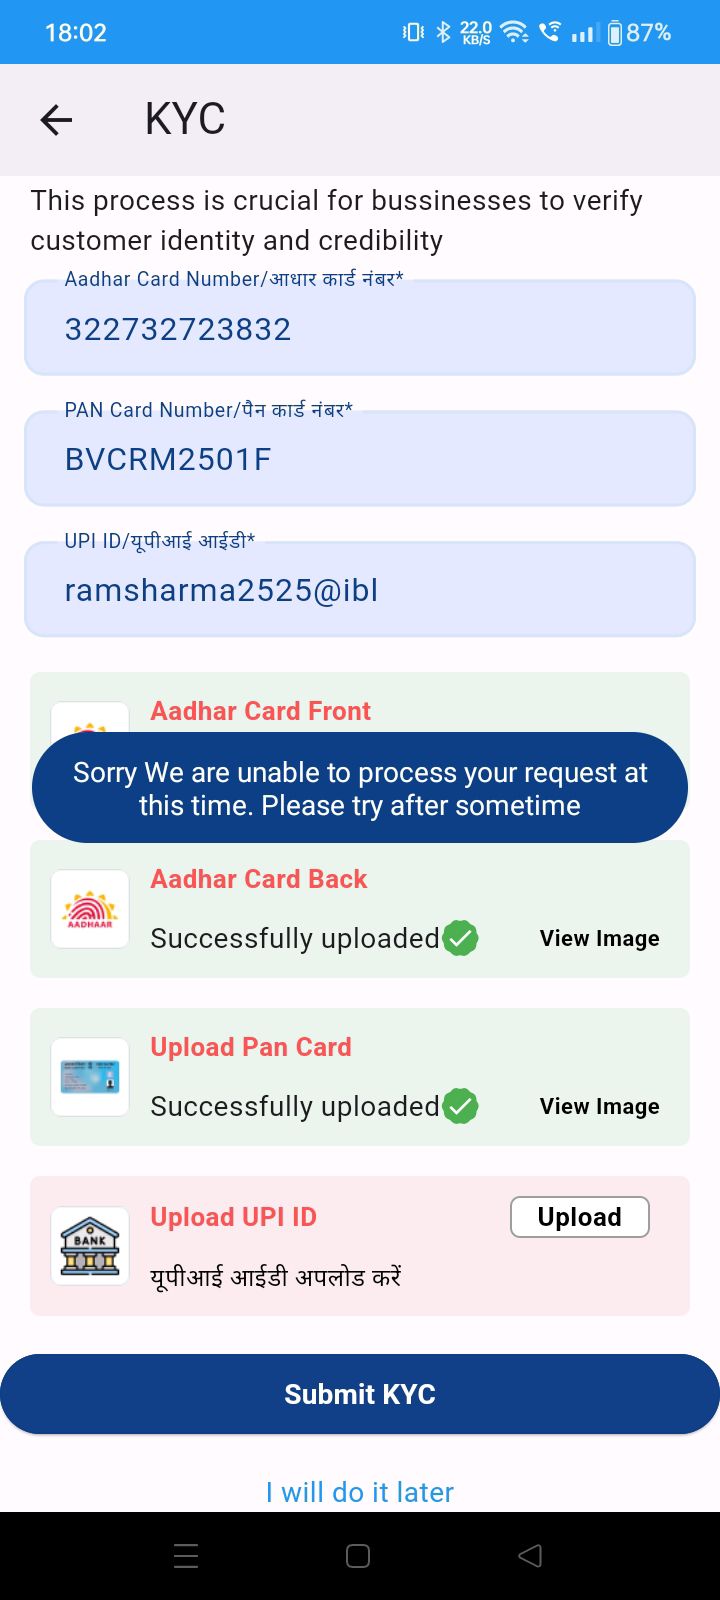 18:02
22.0
KB/S
87%
KYC
This process is crucial for bussinesses to verify
customer identity and credibility
Aadhar Card Number/आधार कार्ड नंबर*
322732723832
PAN Card Number/पैन कार्ड नंबर*
BVCRM2501F
UPI ID/यूपीआई आईडी*
ramsharma2525@ibl
Aadhar Card Front
Sorry We are unable to process your request at
this time. Please try after sometime
Aadhar Card Back
AADHAAR
Successfully uploaded
View Image
Upload Pan Card
Successfully uploaded
View Image
Upload UPI ID
Upload
BANK
यूपीआई आईडी अपलोड करें
Submit KYC
I will do it later